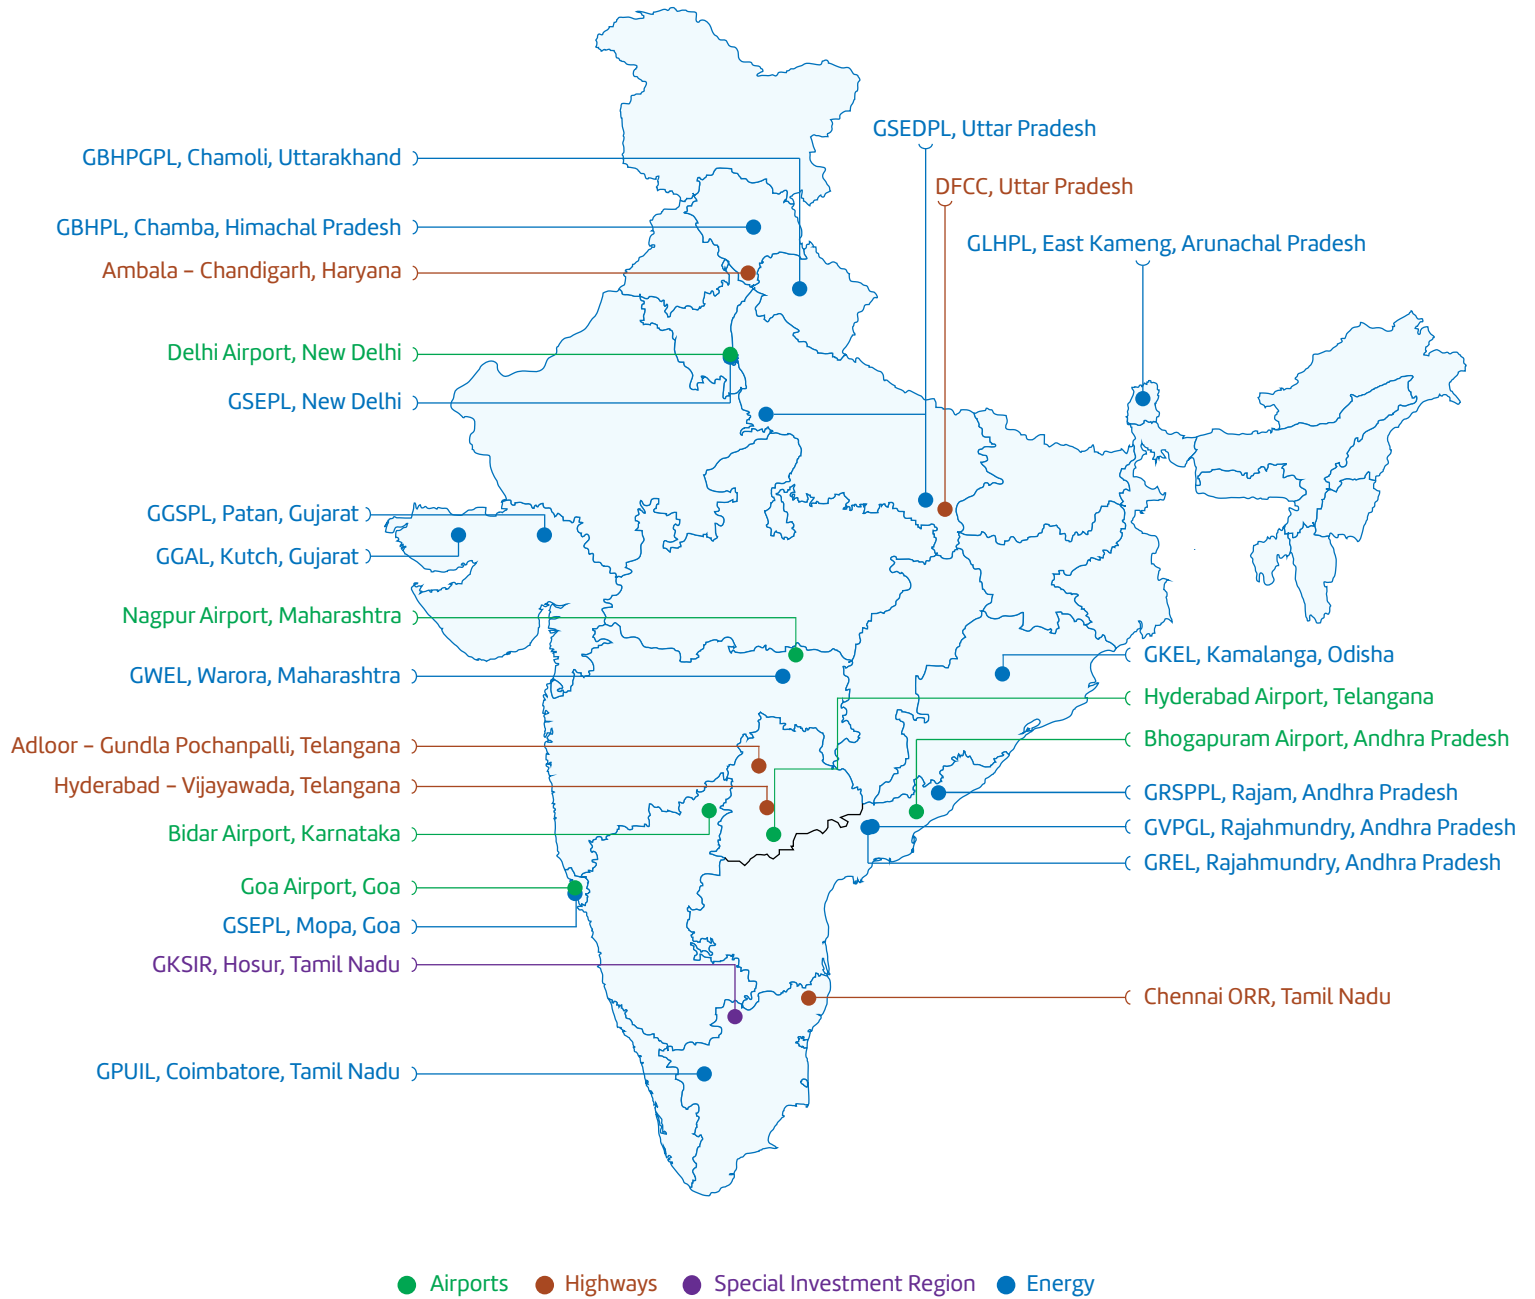 GSEDPL, Uttar Pradesh
GBHPGPL, Chamoli, Uttarakhand
DFCC, Uttar Pradesh
GBHPL, Chamba, Himachal Pradesh
GLHPL, East Kameng, Arunachal Pradesh
Ambala – Chandigarh, Haryana
Delhi Airport, New Delhi
GSEPL, New Delhi
GGSPL, Patan, Gujarat
GGAL, Kutch, Gujarat
Nagpur Airport, Maharashtra
GKEL, Kamalanga, Odisha
GWEL, Warora, Maharashtra
Hyderabad Airport, Telangana
Bhogapuram Airport, Andhra Pradesh
Adloor – Gundla Pochanpalli, Telangana
Hyderabad – Vijayawada, Telangana
GRSPPL, Rajam, Andhra Pradesh
GVPGL, Rajahmundry, Andhra Pradesh
Bidar Airport, Karnataka
GREL, Rajahmundry, Andhra Pradesh
Goa Airport, Goa
GSEPL, Mopa, Goa
GKSIR, Hosur, Tamil Nadu
Chennai ORR, Tamil Nadu
GPUIL, Coimbatore, Tamil Nadu
Airports Highways Special Investment Region Energy